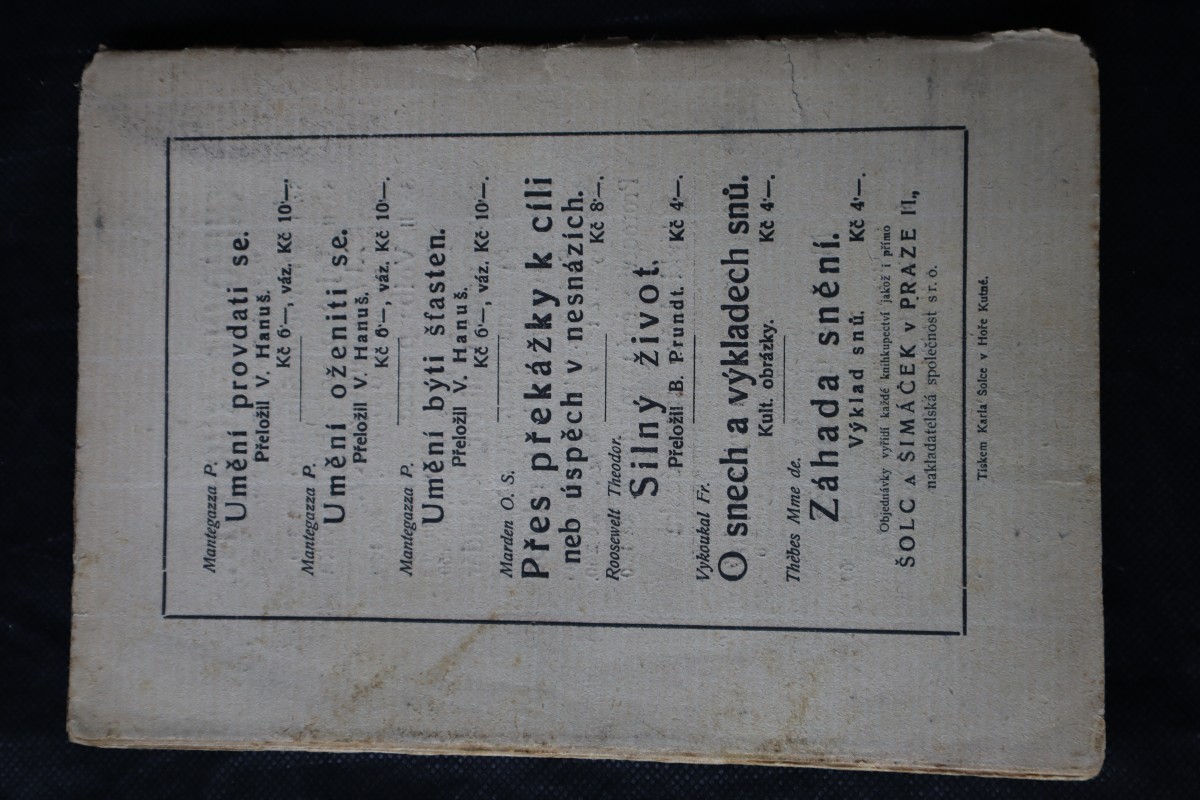 Mantegazza P.
Umění provdati se.
Přeložil V. Hanuš.
Kč 6·—, váz. Kč 10·—.
Mantegazza P.
Umění oženiti se.
Přeložil V. Hanuš.
Kč 6·—, váz. Kč 10·—.
Mantegazza P.
Umění býti šťasten.
Přeložil V. Hanuš.
Kč 6·—, váz. Kč 10·—.
Marden O. S.
Přes překážky k cíli
neb úspěch v nesnázích.
Kč 8·—.
Roosewelt Theodor.
Silný život.
Přeložil B. Prundt. Kč 4·—.
Vykoukal Fr.
O snech a výkladech snů.
Kult. obrázky. Kč 4·—.
Thèbes Mme de.
Záhada snění.
Výklad snů. Kč 4·—.
Objednávky vyřídí každé knihkupectví jakož i přímo
ŠOLC A ŠIMÁČEK V PRAZE II.,
nakladatelská společnost s r. o.
Tiskem Karla Šolce v Hoře Kutné.